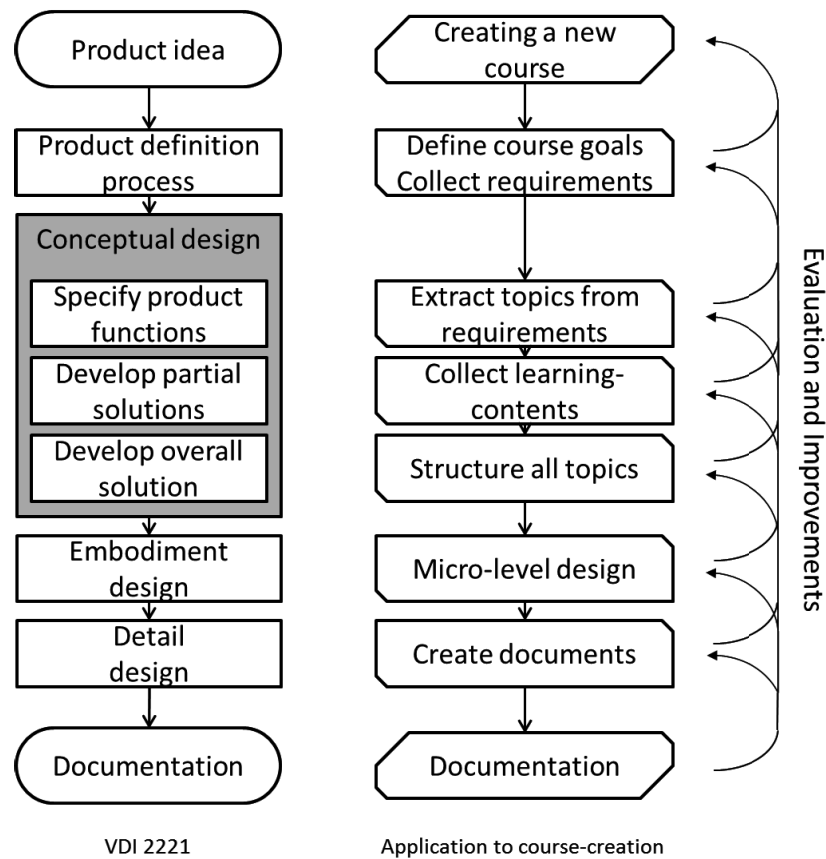 Product idea
Product definition
process
Conceptual design
Specify product
functions
Develop partial
solutions
Develop overall
solution
Embodiment
design
Detail
design
Documentation
VDI 2221
Creating a new
course
Define course goals
Collect requirements
Extract topics from
requirements
Collect learning-
contents
Structure all topics
Micro-level design
Create documents
Documentation
Application to course-creation
Evaluation and Improvements